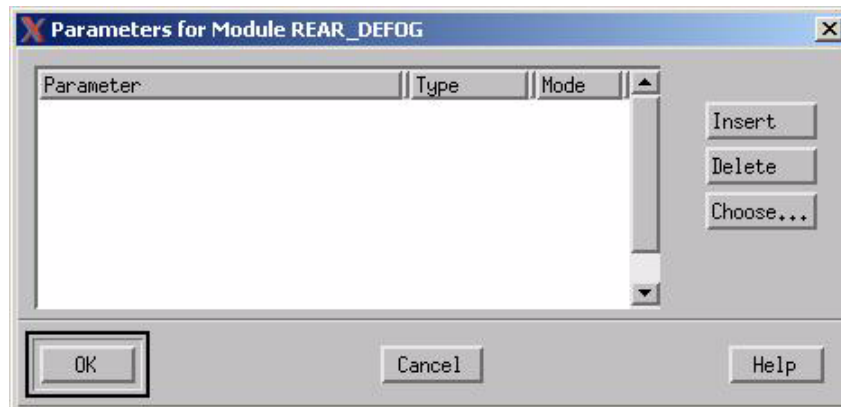 Parameters for Module REAR_DEFOG
Parameter Type Mode
Insert
Delete
Choose...
OK Cancel Help